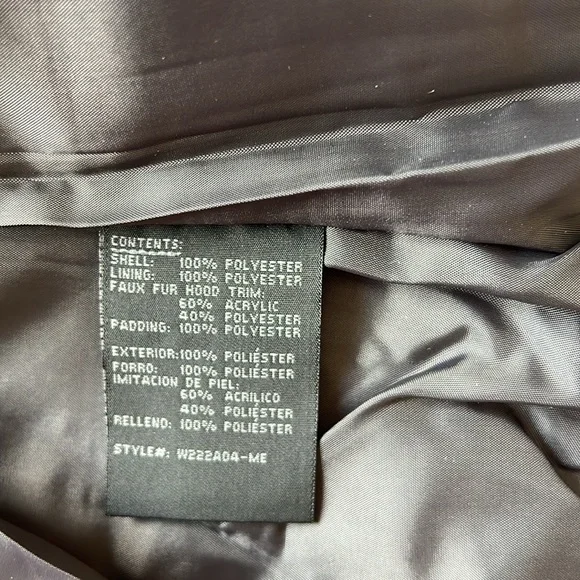 CONTENTS:
SHELL: 100% POLYESTER
LINING: 100% POLYESTER
FAUX FUR HOOD TRIM:
60% ACRYLIC
40% POLYESTER
PADDING: 100% POLYESTER
EXTERIOR:100% POLIÉSTER
FORRO: 100% POLIÉSTER
IMITACION DE PIEL:
60% ACRILICO
40% POLIÉSTER
RELLENO: 100% POLIÉSTER
STYLE#: W222A04-ME